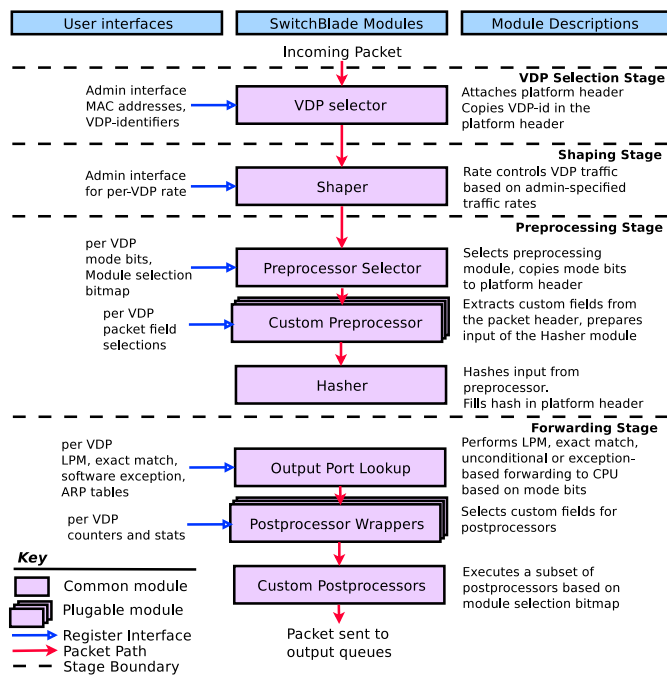 User interfaces
SwitchBlade Modules
Module Descriptions
Incoming Packet
VDP Selection Stage
Admin interface
MAC addresses,
VDP-identifiers
VDP selector
Attaches platform header
Copies VDP-id in the
platform header
Shaping Stage
Admin interface
for per-VDP rate
Shaper
Rate controls VDP traffic
based on admin-specified
traffic rates
Preprocessing Stage
per VDP
mode bits,
Module selection
bitmap
Preprocessor Selector
Selects preprocessing
module, copies mode bits
to platform header
per VDP
packet field
selections
Custom Preprocessor
Extracts custom fields from
the packet header, prepares
input of the Hasher module
Hasher
Hashes input from
preprocessor.
Fills hash in platform header
Forwarding Stage
per VDP
LPM, exact match,
software exception,
ARP tables
Output Port Lookup
Performs LPM, exact match,
unconditional or exception-
based forwarding to CPU
based on mode bits
per VDP
counters and stats
Postprocessor Wrappers
Selects custom fields for
postprocessors
Custom Postprocessors
Executes a subset of
postprocessors based on
module selection bitmap
Packet sent to
output queues
Key
Common module
Plugable module
Register Interface
Packet Path
Stage Boundary